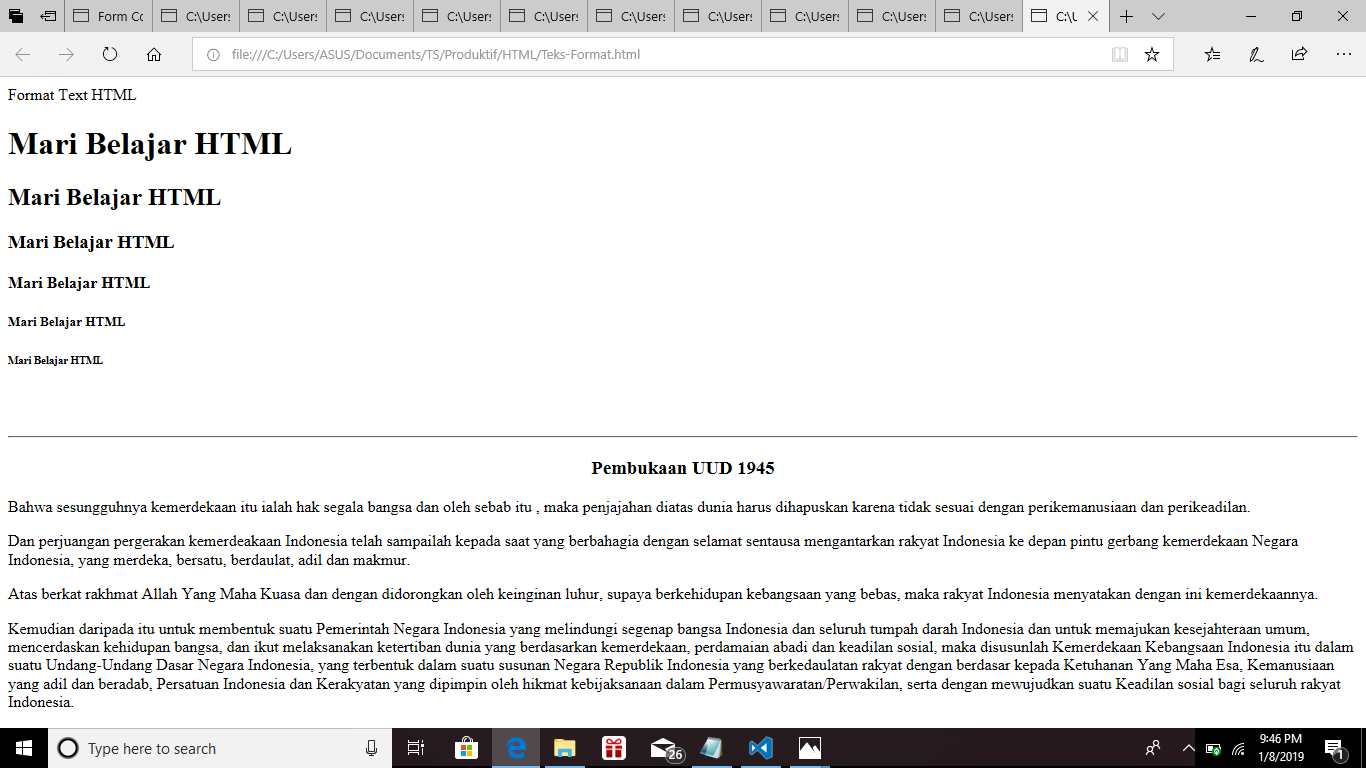 Form Co
C:\Users
C:\Users
C:\Users
C:\Users
C:\Users
C:\Users
C:\Users
C:\Users
C:\Users
C:\Users
C:\U
file:///C:/Users/ASUS/Documents/TS/Produktif/HTML/Teks-Format.html
Format Text HTML
Mari Belajar HTML
Mari Belajar HTML
Mari Belajar HTML
Mari Belajar HTML
Mari Belajar HTML
Mari Belajar HTML
Pembukaan UUD 1945
Bahwa sesungguhnya kemerdekaan itu ialah hak segala bangsa dan oleh sebab itu , maka penjajahan diatas dunia harus dihapuskan karena tidak sesuai dengan perikemanusiaan dan perikeadilan.
Dan perjuangan pergerakan kemerdeakaan Indonesia telah sampailah kepada saat yang berbahagia dengan selamat sentausa mengantarkan rakyat Indonesia ke depan pintu gerbang kemerdekaan Negara
Indonesia, yang merdeka, bersatu, berdaulat, adil dan makmur.
Atas berkat rakhmat Allah Yang Maha Kuasa dan dengan didorongkan oleh keinginan luhur, supaya berkehidupan kebangsaan yang bebas, maka rakyat Indonesia menyatakan dengan ini kemerdekaannya.
Kemudian daripada itu untuk membentuk suatu Pemerintah Negara Indonesia yang melindungi segenap bangsa Indonesia dan seluruh tumpah darah Indonesia dan untuk memajukan kesejahteraan umum,
mencerdaskan kehidupan bangsa, dan ikut melaksanakan ketertiban dunia yang berdasarkan kemerdekaan, perdamaian abadi dan keadilan sosial, maka disusunlah Kemerdekaan Kebangsaan Indonesia itu dalam
suatu Undang-Undang Dasar Negara Indonesia, yang terbentuk dalam suatu susunan Negara Republik Indonesia yang berkedaulatan rakyat dengan berdasar kepada Ketuhanan Yang Maha Esa, Kemanusiaan
yang adil dan beradab, Persatuan Indonesia dan Kerakyatan yang dipimpin oleh hikmat kebijaksanaan dalam Permusyawaratan/Perwakilan, serta dengan mewujudkan suatu Keadilan sosial bagi seluruh rakyat
Indonesia.
Type here to search
26
9:46 PM
1/8/2019
1